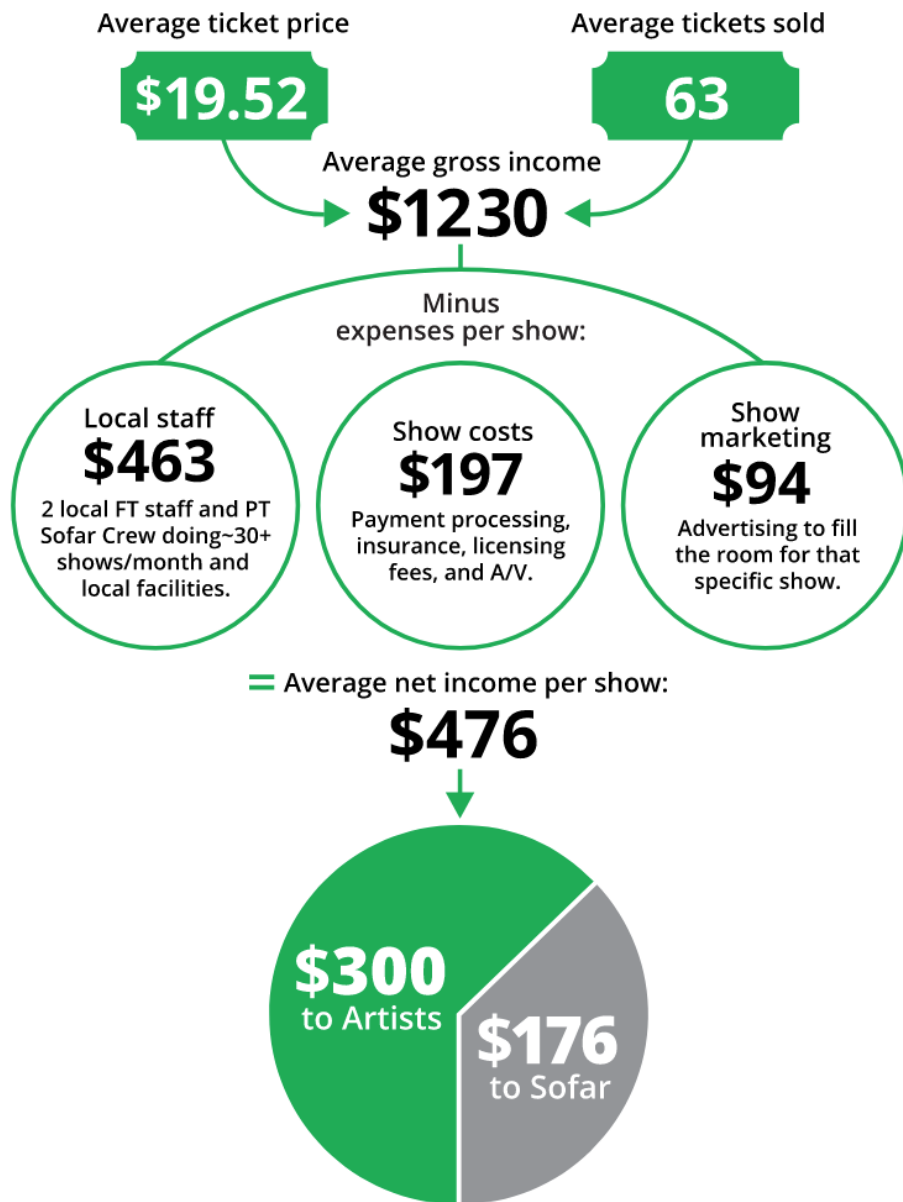 Average ticket price
$19.52
Average tickets sold
63
Average gross income
$1230
Minus
expenses per show:
Local staff
$463
2 local FT staff and PT
Sofar Crew doing~30+
shows/month and
local facilities.
Show costs
$197
Payment processing,
insurance, licensing
fees, and A/V.
Show
marketing
$94
Advertising to fill
the room for that
specific show.
= Average net income per show:
$476
$300
to Artists
$176
to Sofar